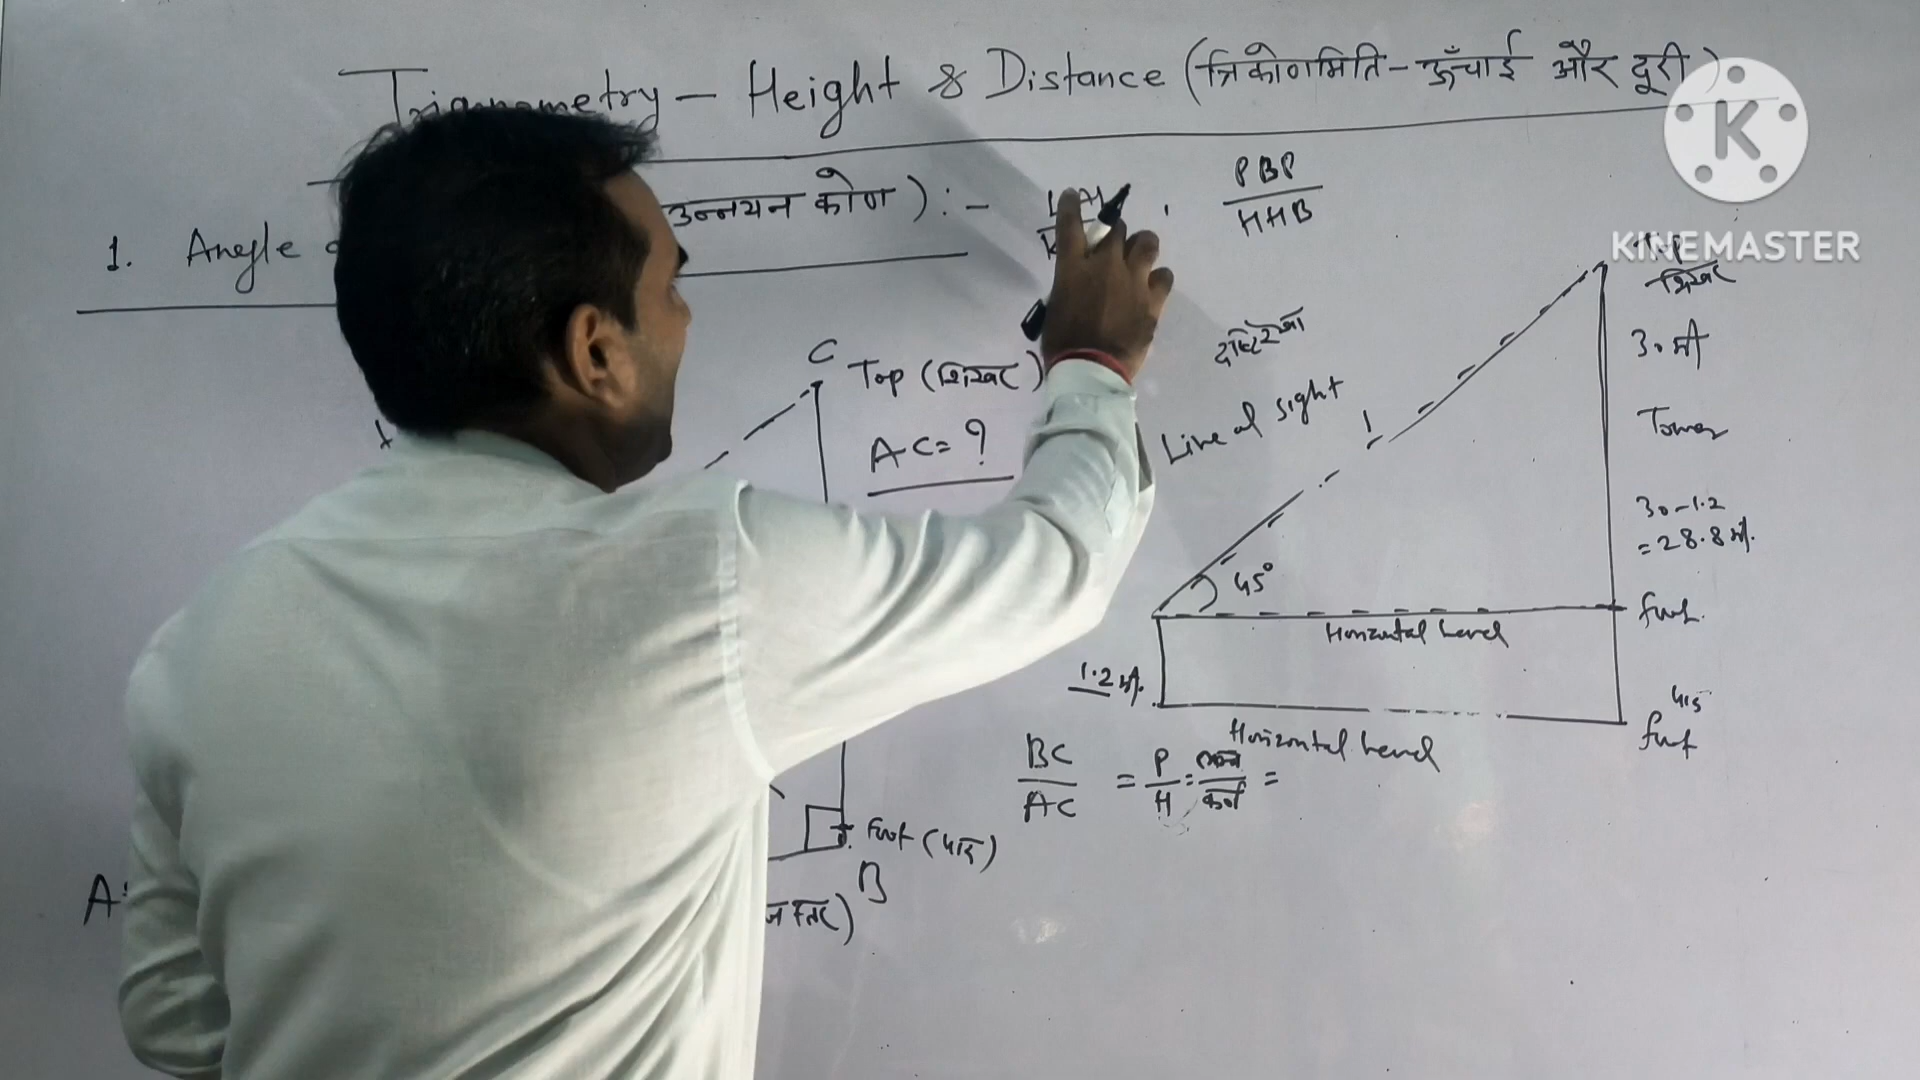 Trigonometry - Height & Distance (त्रिकोणमिति - ऊँचाई और दूरी)
1. Angle
उन्नयन कोण ) : -
PBP
HHB
K
KINEMASTER
शिखर
30 मी
Tower
30-1.2
= 28.8 मी.
C
Top (शिखर)
AC = ?
दृष्टिरेखा
Line of sight
45°
Horizontal Level
1.2 मी.
Horizontal Level
foot
BC
AC
= P
H
= लम्ब
कर्ण
=
Foot (पाद)
B
A